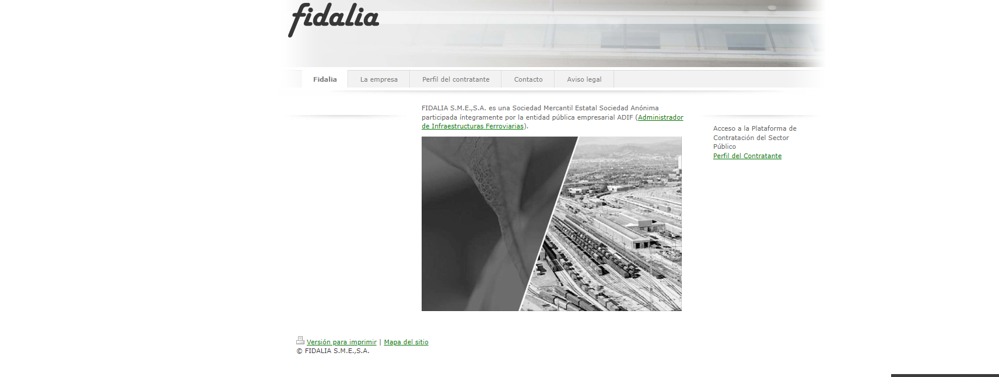 fidalia
Fidalia
La empresa
Perfil del contratante
Contacto
Aviso legal
FIDALIA S.M.E.,S.A. es una Sociedad Mercantil Estatal Sociedad Anónima
participada íntegramente por la entidad pública empresarial ADIF (Administrador
de Infraestructuras Ferroviarias).
Acceso a la Plataforma de
Contratación del Sector
Público
Perfil del Contratante
Versión para imprimir | Mapa del sitio
© FIDALIA S.M.E.,S.A.